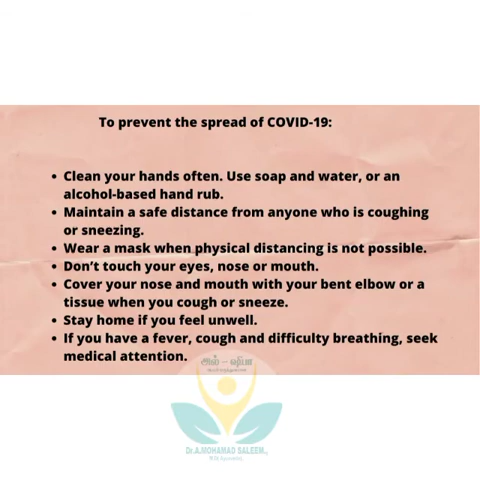 To prevent the spread of COVID-19:
• Clean your hands often. Use soap and water, or an
alcohol-based hand rub.
• Maintain a safe distance from anyone who is coughing
or sneezing.
• Wear a mask when physical distancing is not possible.
• Don’t touch your eyes, nose or mouth.
• Cover your nose and mouth with your bent elbow or a
tissue when you cough or sneeze.
• Stay home if you feel unwell.
• If you have a fever, cough and difficulty breathing, seek
medical attention.
அல் – ஷிபா
Dr.A.MOHAMAD SALEEM.,